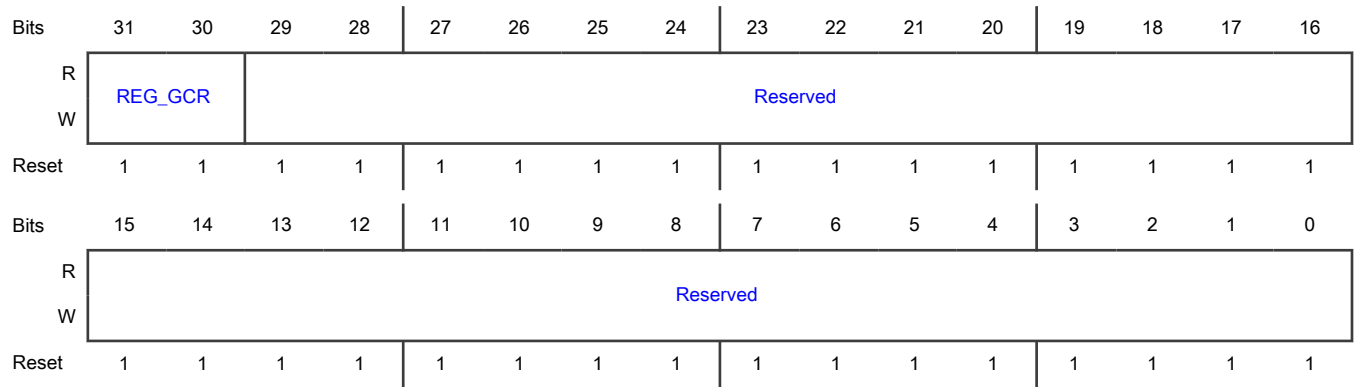 Bits 31 30 29 28 27 26 25 24 23 22 21 20 19 18 17 16
R
REG_GCR Reserved
W
Reset 1 1 1 1 1 1 1 1 1 1 1 1 1 1 1 1
Bits 15 14 13 12 11 10 9 8 7 6 5 4 3 2 1 0
R
Reserved
W
Reset 1 1 1 1 1 1 1 1 1 1 1 1 1 1 1 1